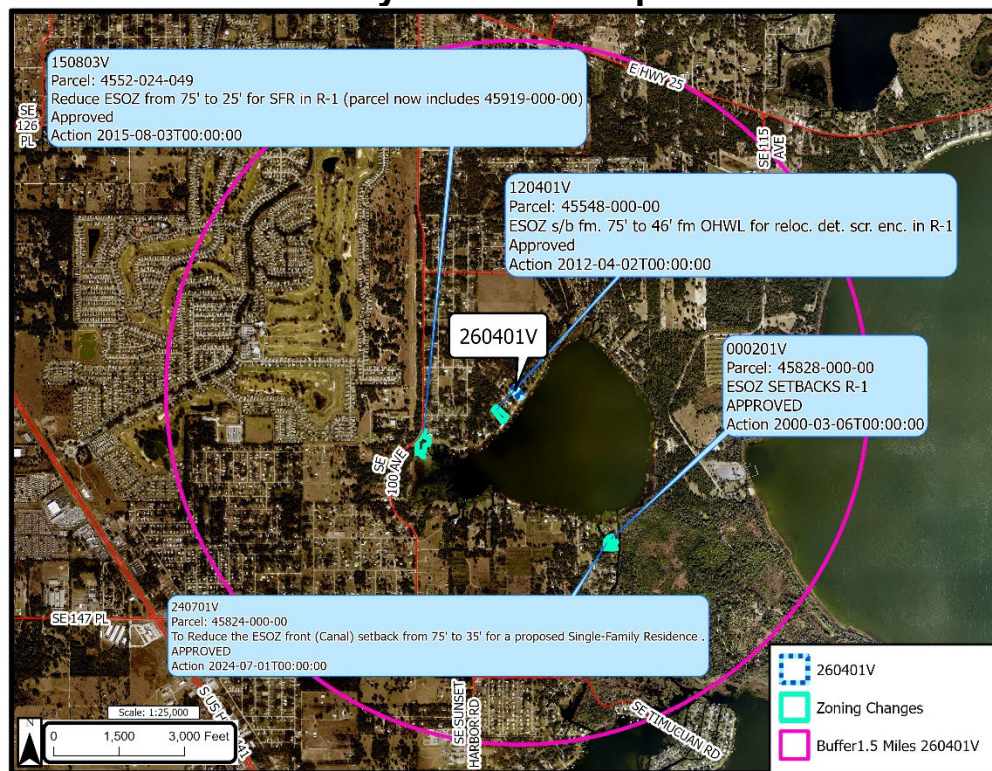 150803V
Parcel: 4552-024-049
Reduce ESOZ from 75' to 25' for SFR in R-1 (parcel now includes 45919-000-00)
Approved
Action 2015-08-03T00:00:00
E HWY 25
SE
126
PL
SE 115
AVE
120401V
Parcel: 45548-000-00
ESOZ s/b fm. 75' to 46' fm OHWL for reloc. det. scr. enc. in R-1
Approved
Action 2012-04-02T00:00:00
260401V
000201V
Parcel: 45828-000-00
ESOZ SETBACKS R-1
APPROVED
Action 2000-03-06T00:00:00
SE
100 AVE
240701V
Parcel: 45824-000-00
To Reduce the ESOZ front (Canal) setback from 75' to 35' for a proposed Single-Family Residence .
APPROVED
Action 2024-07-01T00:00:00
SE 147 PL
S US H
41
SE SUNSET
HARBOR RD
SE TIMUCUAN RD
260401V
Zoning Changes
Buffer1.5 Miles 260401V
N
Scale: 1:25,000
0 1,500 3,000 Feet